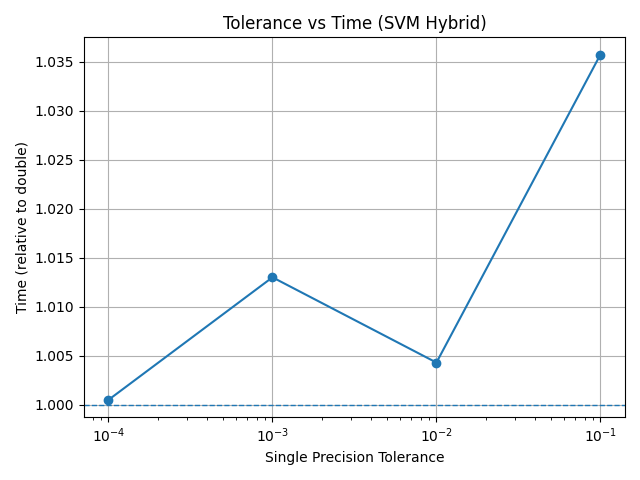 Tolerance vs Time (SVM Hybrid)
Time (relative to double)
1.035
1.030
1.025
1.020
1.015
1.010
1.005
1.000
10⁻⁴ 10⁻³ 10⁻² 10⁻¹
Single Precision Tolerance